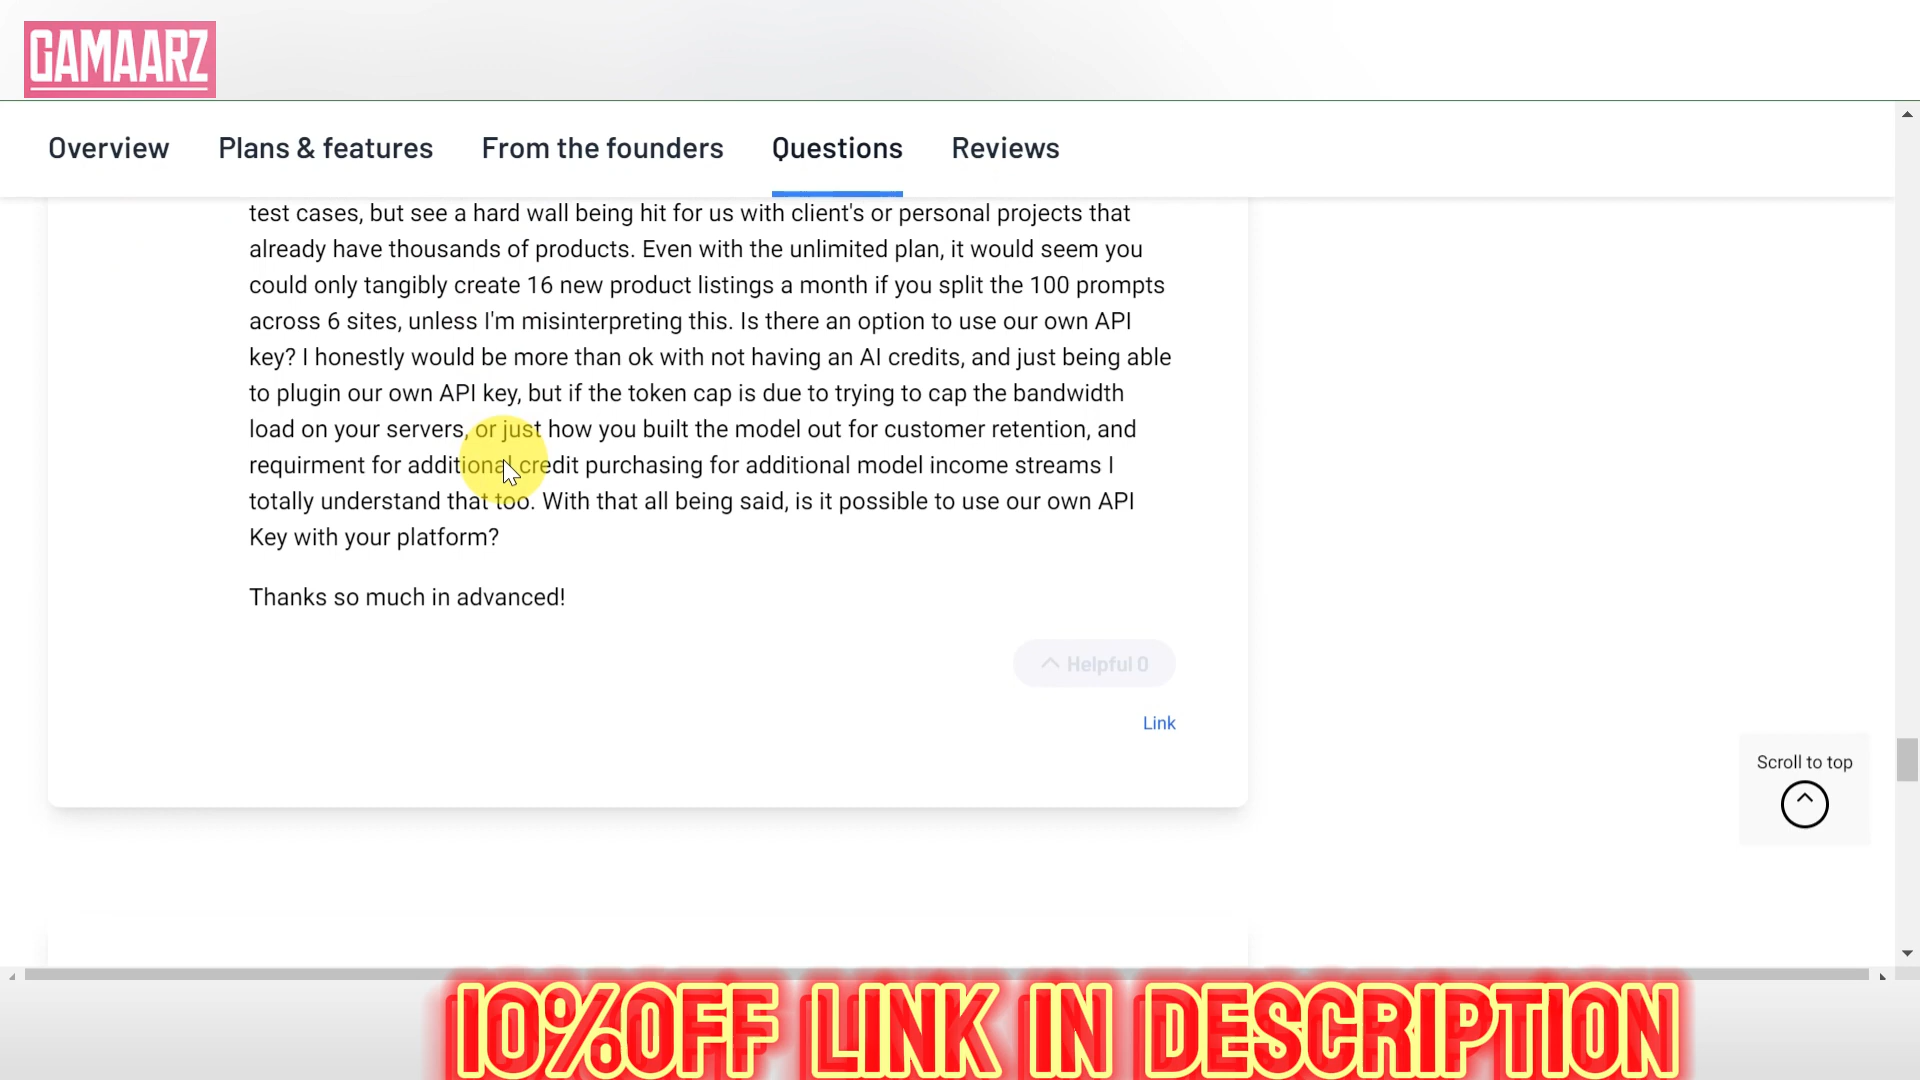 GAMAARZ
Overview Plans & features From the founders Questions Reviews
test cases, but see a hard wall being hit for us with client's or personal projects that
already have thousands of products. Even with the unlimited plan, it would seem you
could only tangibly create 16 new product listings a month if you split the 100 prompts
across 6 sites, unless I'm misinterpreting this. Is there an option to use our own API
key? I honestly would be more than ok with not having an AI credits, and just being able
to plugin our own API key, but if the token cap is due to trying to cap the bandwidth
load on your servers, or just how you built the model out for customer retention, and
requirment for additional credit purchasing for additional model income streams I
totally understand that too. With that all being said, is it possible to use our own API
Key with your platform?
Thanks so much in advanced!
Helpful 0
Link
Scroll to top
10%OFF LINK IN DESCRIPTION